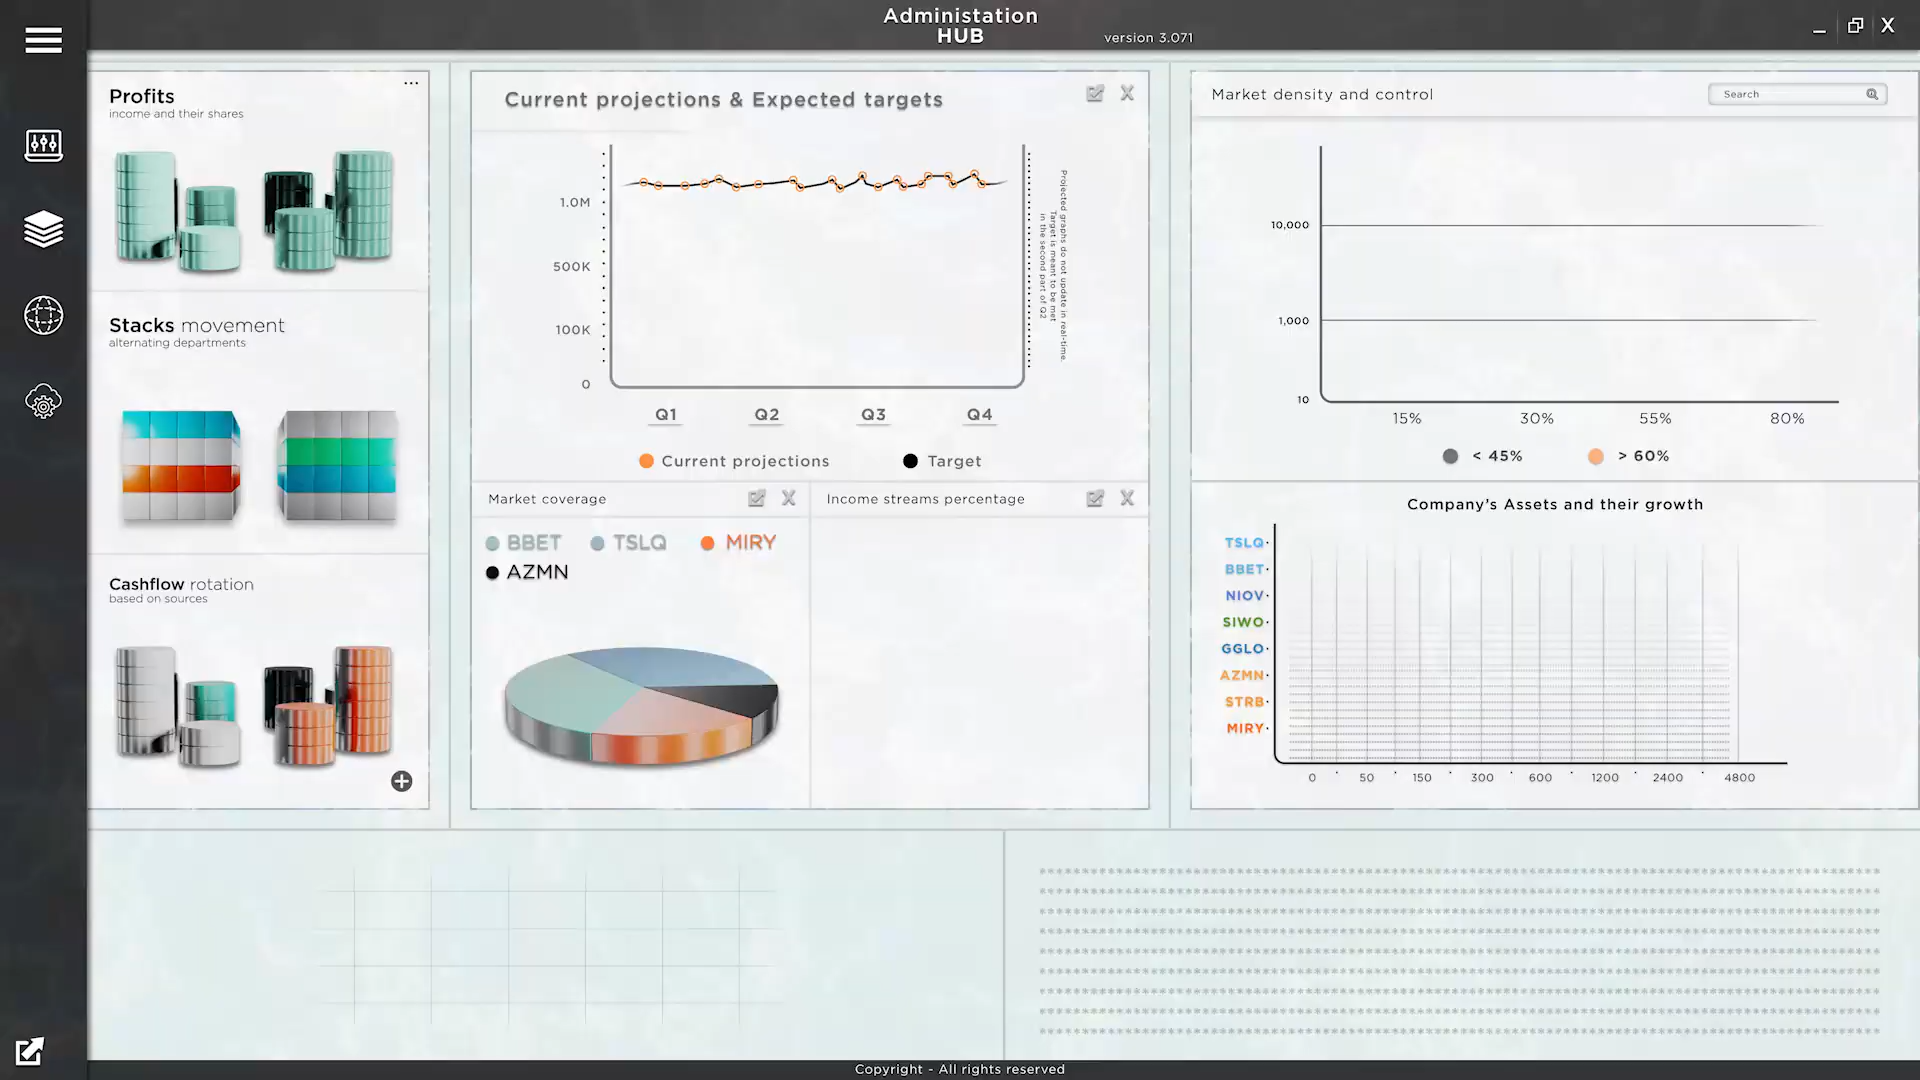 Administation
HUB
version 3.071
Profits
income and their shares
Stacks movement
alternating departments
Cashflow rotation
based on sources
Current projections & Expected targets
1.0M
500K
100K
0
Q1 Q2 Q3 Q4
Projected graphs do not update in real-time.
Target is meant to be met
in the second part of Q2
Current projections Target
Market coverage
BBET TSLQ MIRY
AZMN
Income streams percentage
Market density and control
Search
10,000
1,000
10
15% 30% 55% 80%
< 45% > 60%
Company's Assets and their growth
TSLQ
BBET
NIOV
SIWO
GGLO
AZMN
STRB
MIRY
0 50 150 300 600 1200 2400 4800
Copyright - All rights reserved